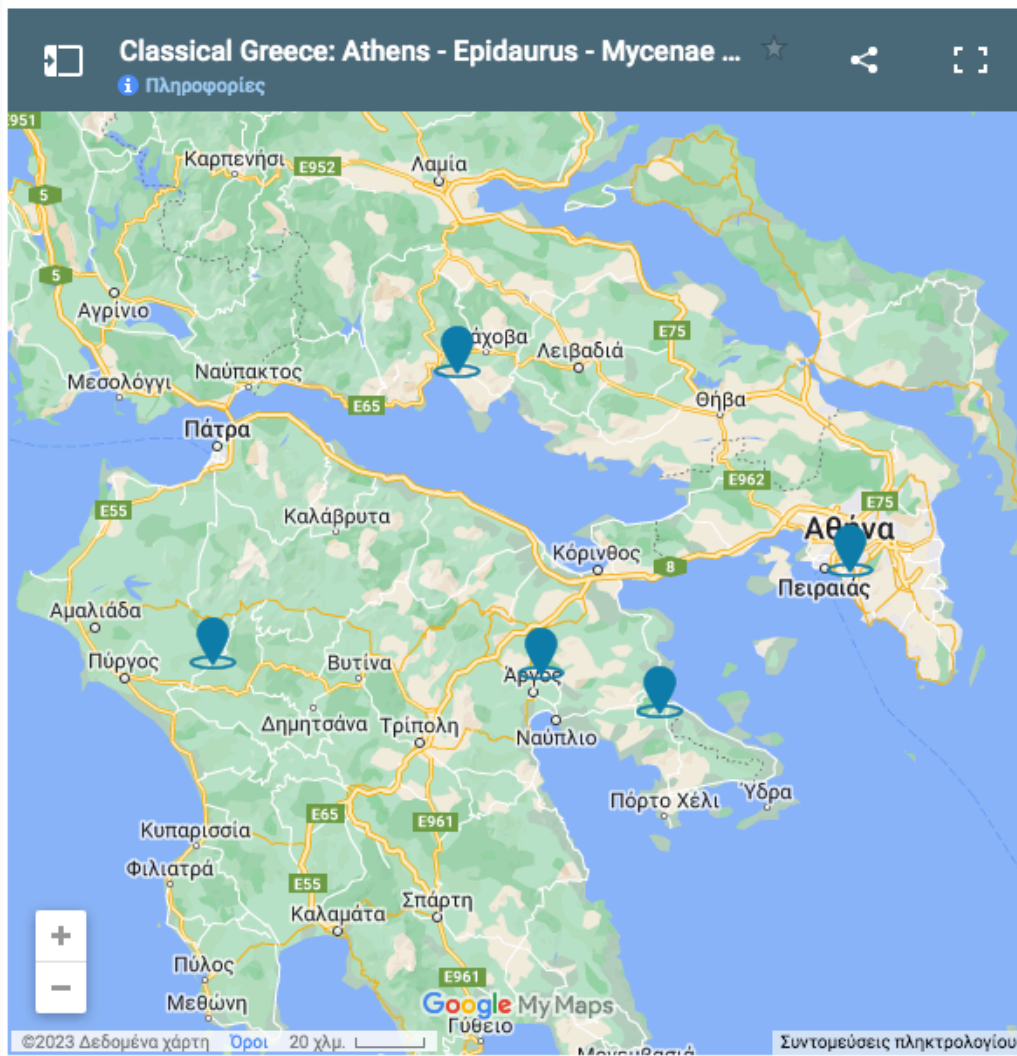 Classical Greece: Athens - Epidaurus - Mycenae ...
Πληροφορίες
E951
Καρπενήσι
E952
Λαμία
5
5
Αγρίνιο
E75
άχοβα
Λειβαδιά
Ναύπακτος
Μεσολόγγι
E65
Θήβα
Πάτρα
E962
E75
E55
Καλάβρυτα
Αθήνα
Κόρινθος
8
Πειραιάς
Αμαλιάδα
Πύργος
Βυτίνα
Άργος
Δημητσάνα
Τρίπολη
Ναύπλιο
Ύδρα
Πόρτο Χέλι
E65
E961
Κυπαρισσία
Φιλιατρά
E55
Σπάρτη
Καλαμάτα
Πύλος
E961
Μεθώνη
Google My Maps
Γύθειο
©2023 Δεδομένα χάρτη Όροι 20 χλμ.
Μονεμβασιά
Συντομεύσεις πληκτρολογίου